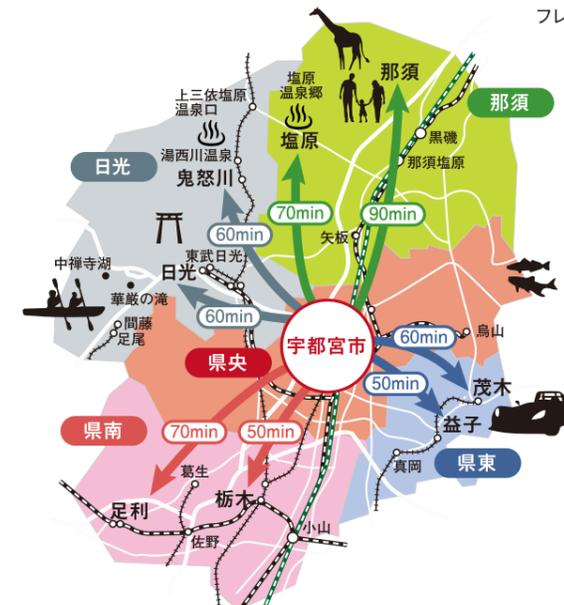 フレ
那須
塩原
温泉郷
塩原
上三依塩原
温泉口
湯西川温泉
鬼怒川
那須
黒磯
那須塩原
日光
70min
90min
60min
矢板
東武日光
日光
中禅寺湖
華厳の滝
間藤
足尾
60min
宇都宮市
60min
烏山
県央
50min
茂木
益子
県南
70min
50min
真岡
県東
葛生
栃木
足利
佐野
小山